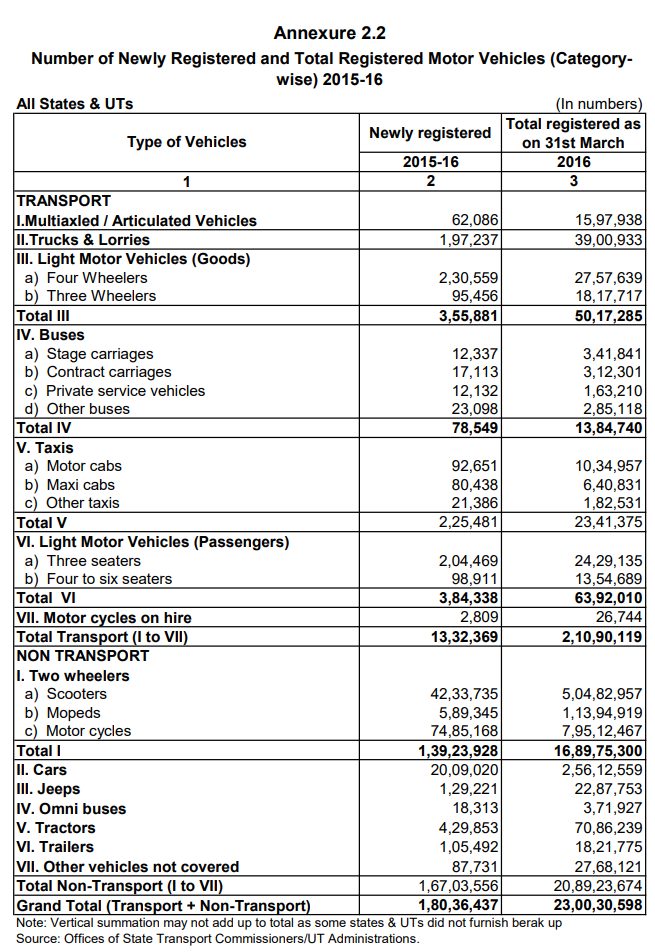 Annexure 2.2
Number of Newly Registered and Total Registered Motor Vehicles (Category-
wise) 2015-16
All States & UTs (In numbers)
Type of Vehicles Newly registered Total registered as on 31st March
2015-16 2016
1 2 3
TRANSPORT
I.Multiaxled / Articulated Vehicles 62,086 15,97,938
II.Trucks & Lorries 1,97,237 39,00,933
III. Light Motor Vehicles (Goods)
a) Four Wheelers 2,30,559 27,57,639
b) Three Wheelers 95,456 18,17,717
Total III 3,55,881 50,17,285
IV. Buses
a) Stage carriages 12,337 3,41,841
b) Contract carriages 17,113 3,12,301
c) Private service vehicles 12,132 1,63,210
d) Other buses 23,098 2,85,118
Total IV 78,549 13,84,740
V. Taxis
a) Motor cabs 92,651 10,34,957
b) Maxi cabs 80,438 6,40,831
c) Other taxis 21,386 1,82,531
Total V 2,25,481 23,41,375
VI. Light Motor Vehicles (Passengers)
a) Three seaters 2,04,469 24,29,135
b) Four to six seaters 98,911 13,54,689
Total VI 3,84,338 63,92,010
VII. Motor cycles on hire 2,809 26,744
Total Transport (I to VII) 13,32,369 2,10,90,119
NON TRANSPORT
I. Two wheelers
a) Scooters 42,33,735 5,04,82,957
b) Mopeds 5,89,345 1,13,94,919
c) Motor cycles 74,85,168 7,95,12,467
Total I 1,39,23,928 16,89,75,300
II. Cars 20,09,020 2,56,12,559
III. Jeeps 1,29,221 22,87,753
IV. Omni buses 18,313 3,71,927
V. Tractors 4,29,853 70,86,239
VI. Trailers 1,05,492 18,21,775
VII. Other vehicles not covered 87,731 27,68,121
Total Non-Transport (I to VII) 1,67,03,556 20,89,23,674
Grand Total (Transport + Non-Transport) 1,80,36,437 23,00,30,598
Note: Vertical summation may not add up to total as some states & UTs did not furnish berak up
Source: Offices of State Transport Commissioners/UT Administrations.